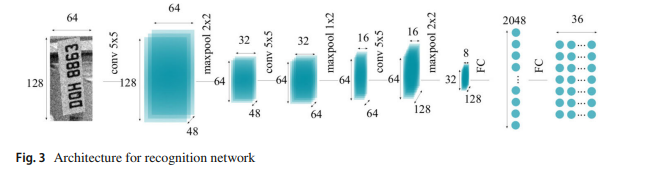 64
128
DQH 8863
conv 5x5
64
128
48
maxpool 2x2
32
64
48
conv 5x5
32
64
64
maxpool 1x2
16
64
64
conv 5x5
16
64
128
maxpool 2x2
8
32
128
FC
2048
FC
36
Fig. 3 Architecture for recognition network